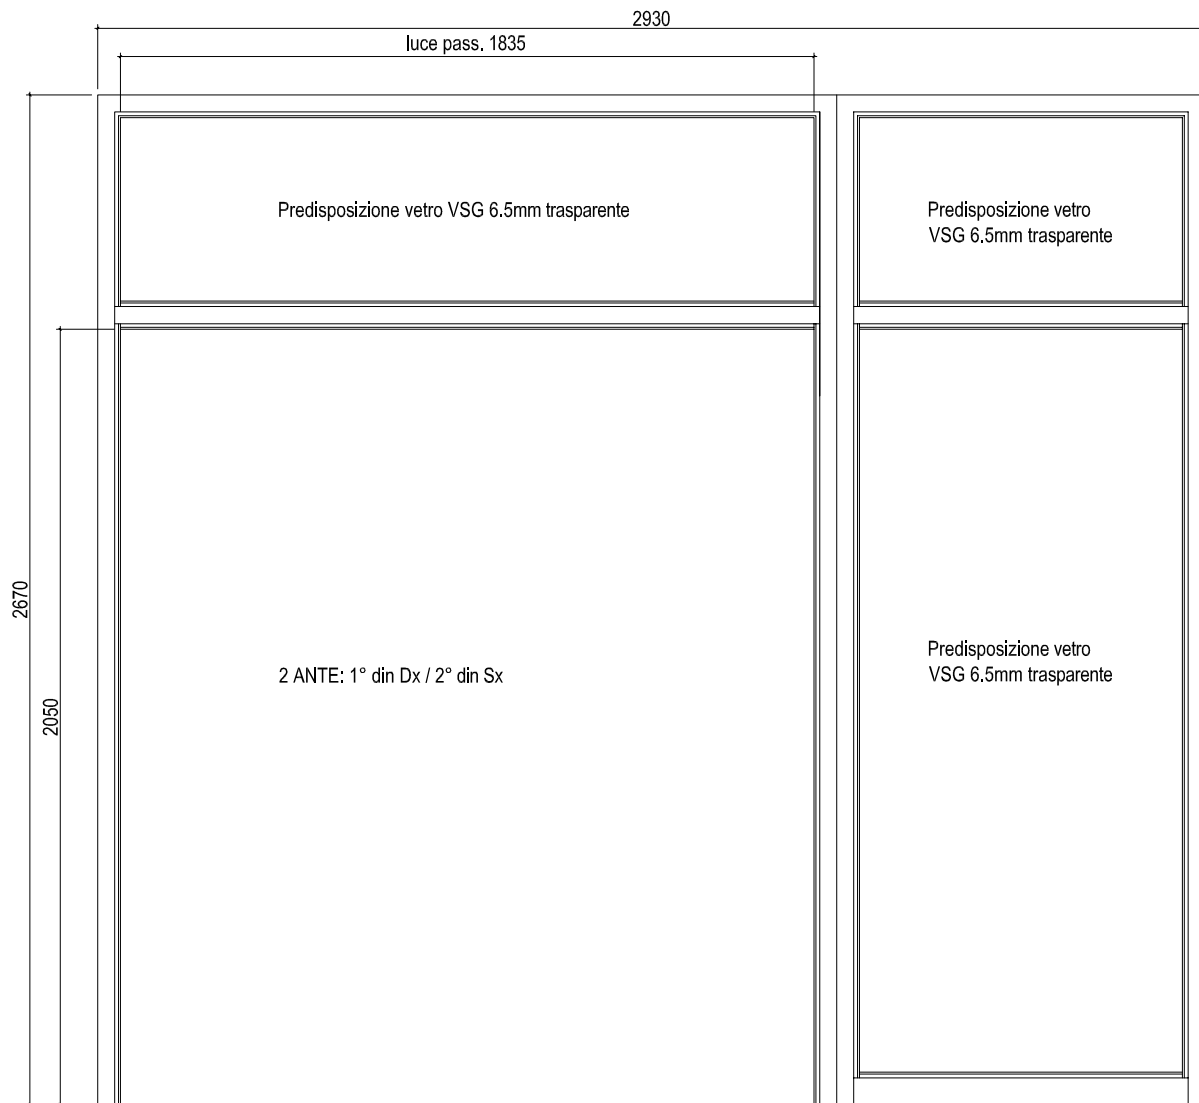 2930
luce pass. 1835
Predisposizione vetro VSG 6.5mm trasparente
Predisposizione vetro
VSG 6.5mm trasparente
2670
2050
2 ANTE: 1° din Dx / 2° din Sx
Predisposizione vetro
VSG 6.5mm trasparente